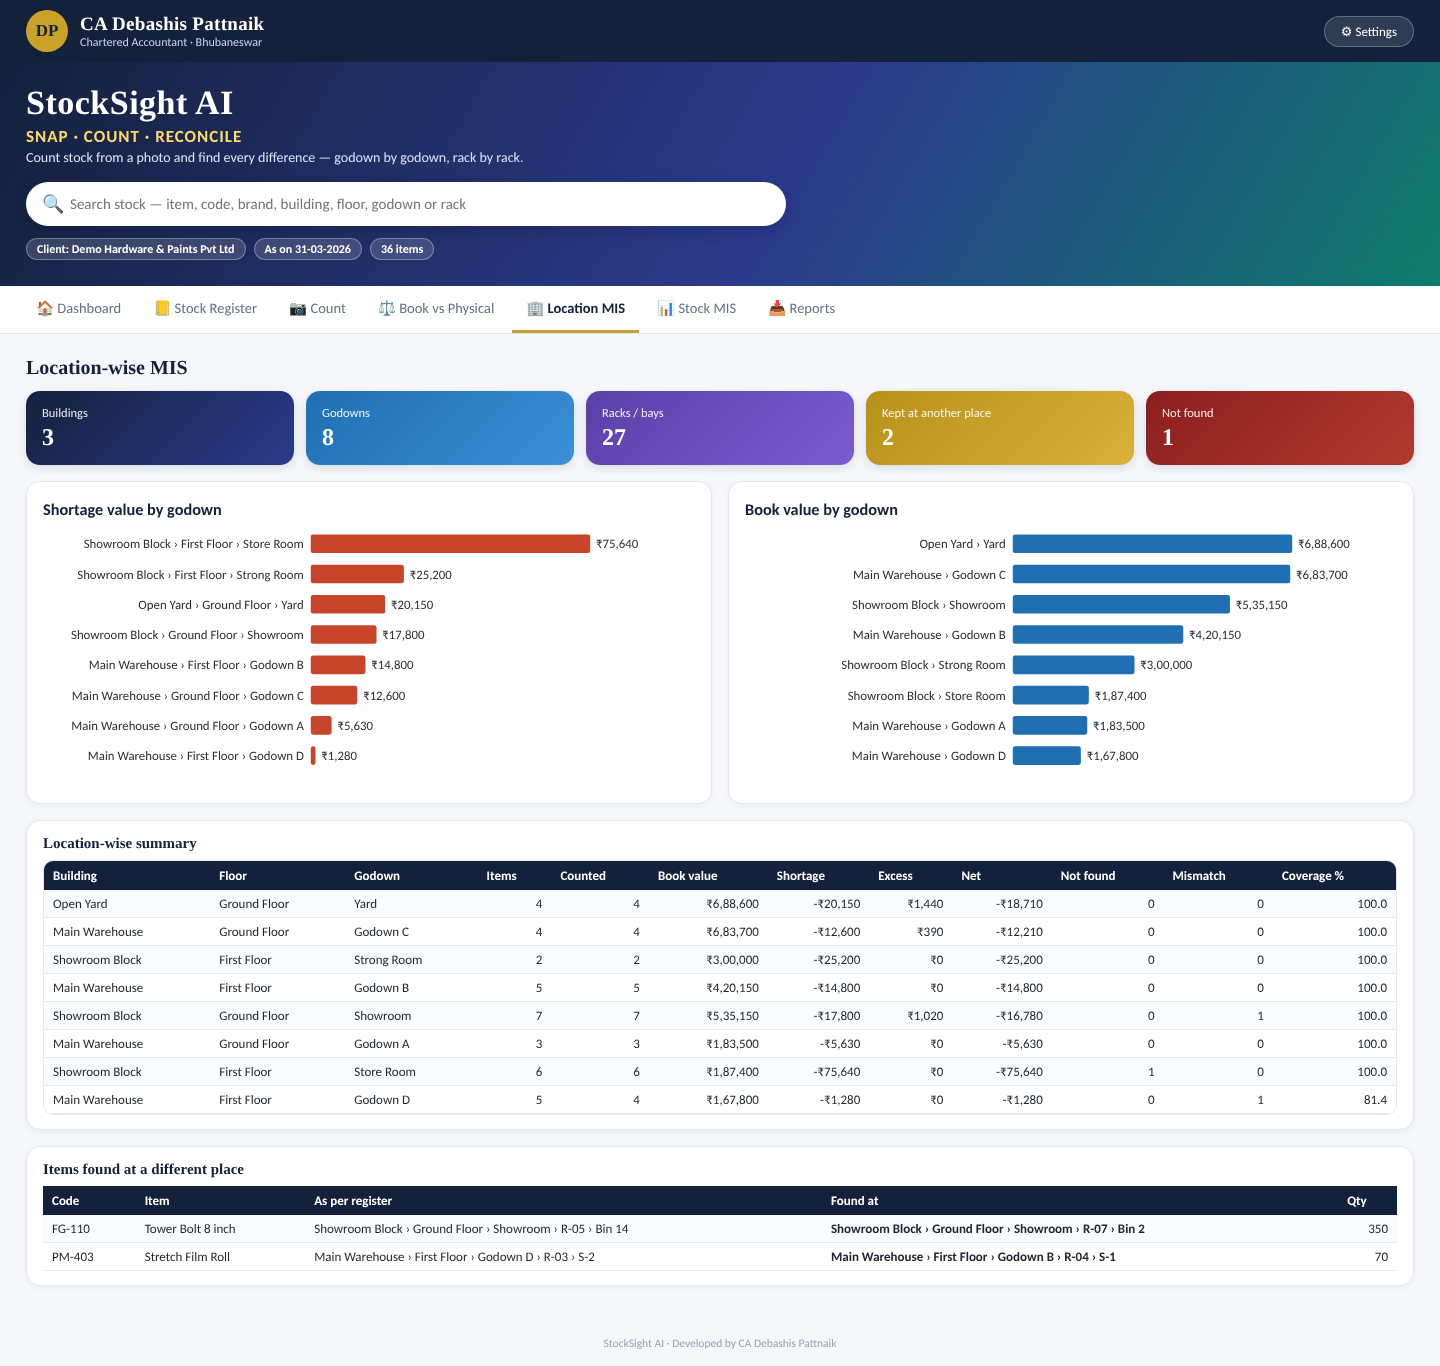 DP
CA Debashis Pattnaik
Chartered Accountant · Bhubaneswar
⚙ Settings
StockSight AI
SNAP · COUNT · RECONCILE
Count stock from a photo and find every difference — godown by godown, rack by rack.
Search stock — item, code, brand, building, floor, godown or rack
Client: Demo Hardware & Paints Pvt Ltd As on 31-03-2026 36 items
Dashboard Stock Register Count Book vs Physical Location MIS Stock MIS Reports
Location-wise MIS
Buildings
3
Godowns
8
Racks / bays
27
Kept at another place
2
Not found
1
Shortage value by godown
Showroom Block › First Floor › Store Room ₹75,640
Showroom Block › First Floor › Strong Room ₹25,200
Open Yard › Ground Floor › Yard ₹20,150
Showroom Block › Ground Floor › Showroom ₹17,800
Main Warehouse › First Floor › Godown B ₹14,800
Main Warehouse › Ground Floor › Godown C ₹12,600
Main Warehouse › Ground Floor › Godown A ₹5,630
Main Warehouse › First Floor › Godown D ₹1,280
Book value by godown
Open Yard › Yard ₹6,88,600
Main Warehouse › Godown C ₹6,83,700
Showroom Block › Showroom ₹5,35,150
Main Warehouse › Godown B ₹4,20,150
Showroom Block › Strong Room ₹3,00,000
Showroom Block › Store Room ₹1,87,400
Main Warehouse › Godown A ₹1,83,500
Main Warehouse › Godown D ₹1,67,800
Location-wise summary
Building Floor Godown Items Counted Book value Shortage Excess Net Not found Mismatch Coverage %
Open Yard Ground Floor Yard 4 4 ₹6,88,600 -₹20,150 ₹1,440 -₹18,710 0 0 100.0
Main Warehouse Ground Floor Godown C 4 4 ₹6,83,700 -₹12,600 ₹390 -₹12,210 0 0 100.0
Showroom Block First Floor Strong Room 2 2 ₹3,00,000 -₹25,200 ₹0 -₹25,200 0 0 100.0
Main Warehouse First Floor Godown B 5 5 ₹4,20,150 -₹14,800 ₹0 -₹14,800 0 0 100.0
Showroom Block Ground Floor Showroom 7 7 ₹5,35,150 -₹17,800 ₹1,020 -₹16,780 0 1 100.0
Main Warehouse Ground Floor Godown A 3 3 ₹1,83,500 -₹5,630 ₹0 -₹5,630 0 0 100.0
Showroom Block First Floor Store Room 6 6 ₹1,87,400 -₹75,640 ₹0 -₹75,640 1 0 100.0
Main Warehouse First Floor Godown D 5 4 ₹1,67,800 -₹1,280 ₹0 -₹1,280 0 1 81.4
Items found at a different place
Code Item As per register Found at Qty
FG-110 Tower Bolt 8 inch Showroom Block › Ground Floor › Showroom › R-05 › Bin 14 Showroom Block › Ground Floor › Showroom › R-07 › Bin 2 350
PM-403 Stretch Film Roll Main Warehouse › First Floor › Godown D › R-03 › S-2 Main Warehouse › First Floor › Godown B › R-04 › S-1 70
StockSight AI · Developed by CA Debashis Pattnaik